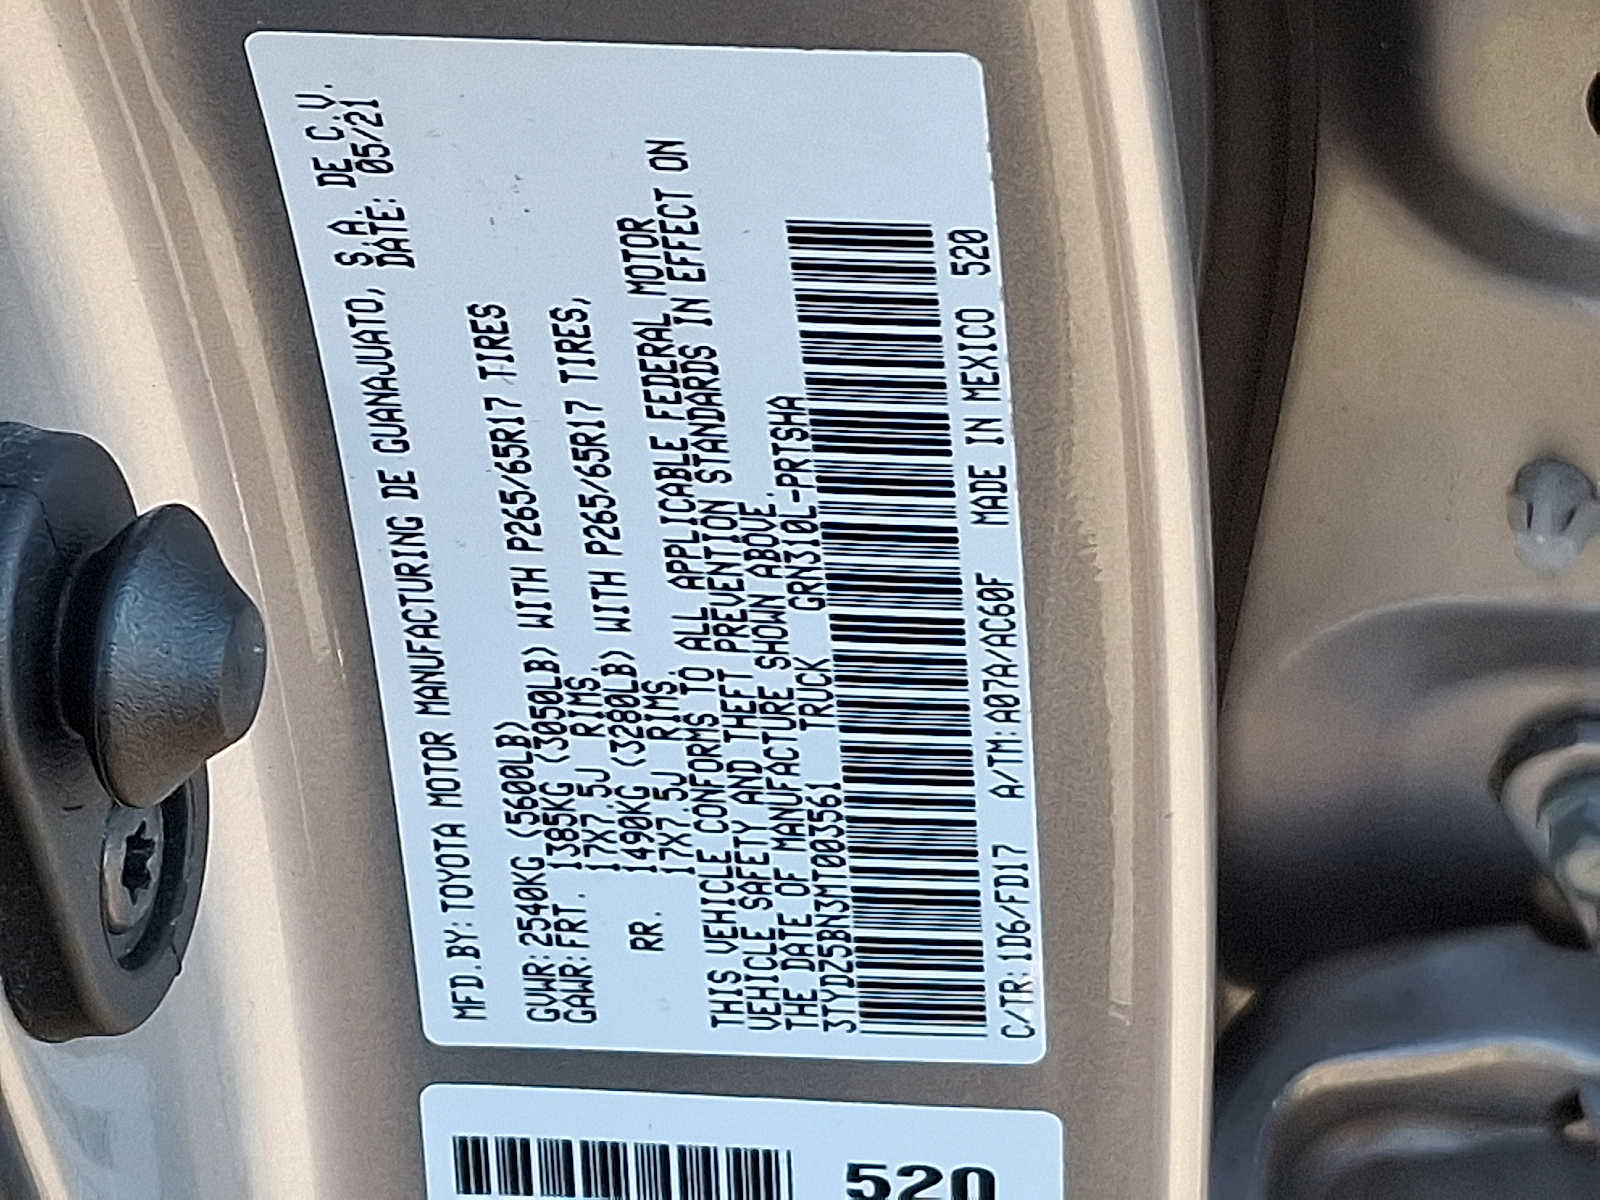 MFD.BY:TOYOTA MOTOR MANUFACTURING DE GUANAJUATO, S.A. DE C.V.
DATE: 05/21
GVWR:2540KG (5600LB)
GAWR:FRT. 1385KG (3050LB) WITH P265/65R17 TIRES
17X7.5J RIMS.
RR. 1490KG (3280LB) WITH P265/65R17 TIRES,
17X7.5J RIMS.
THIS VEHICLE CONFORMS TO ALL APPLICABLE FEDERAL MOTOR
VEHICLE SAFETY AND THEFT PREVENTION STANDARDS IN EFFECT ON
THE DATE OF MANUFACTURE SHOWN ABOVE.
3TYDZ5BN3MT003561 TRUCK GRN310L-PRTSHA
C/TR:1D6/FD17 A/TM:A07A/AC60F MADE IN MEXICO 520
520